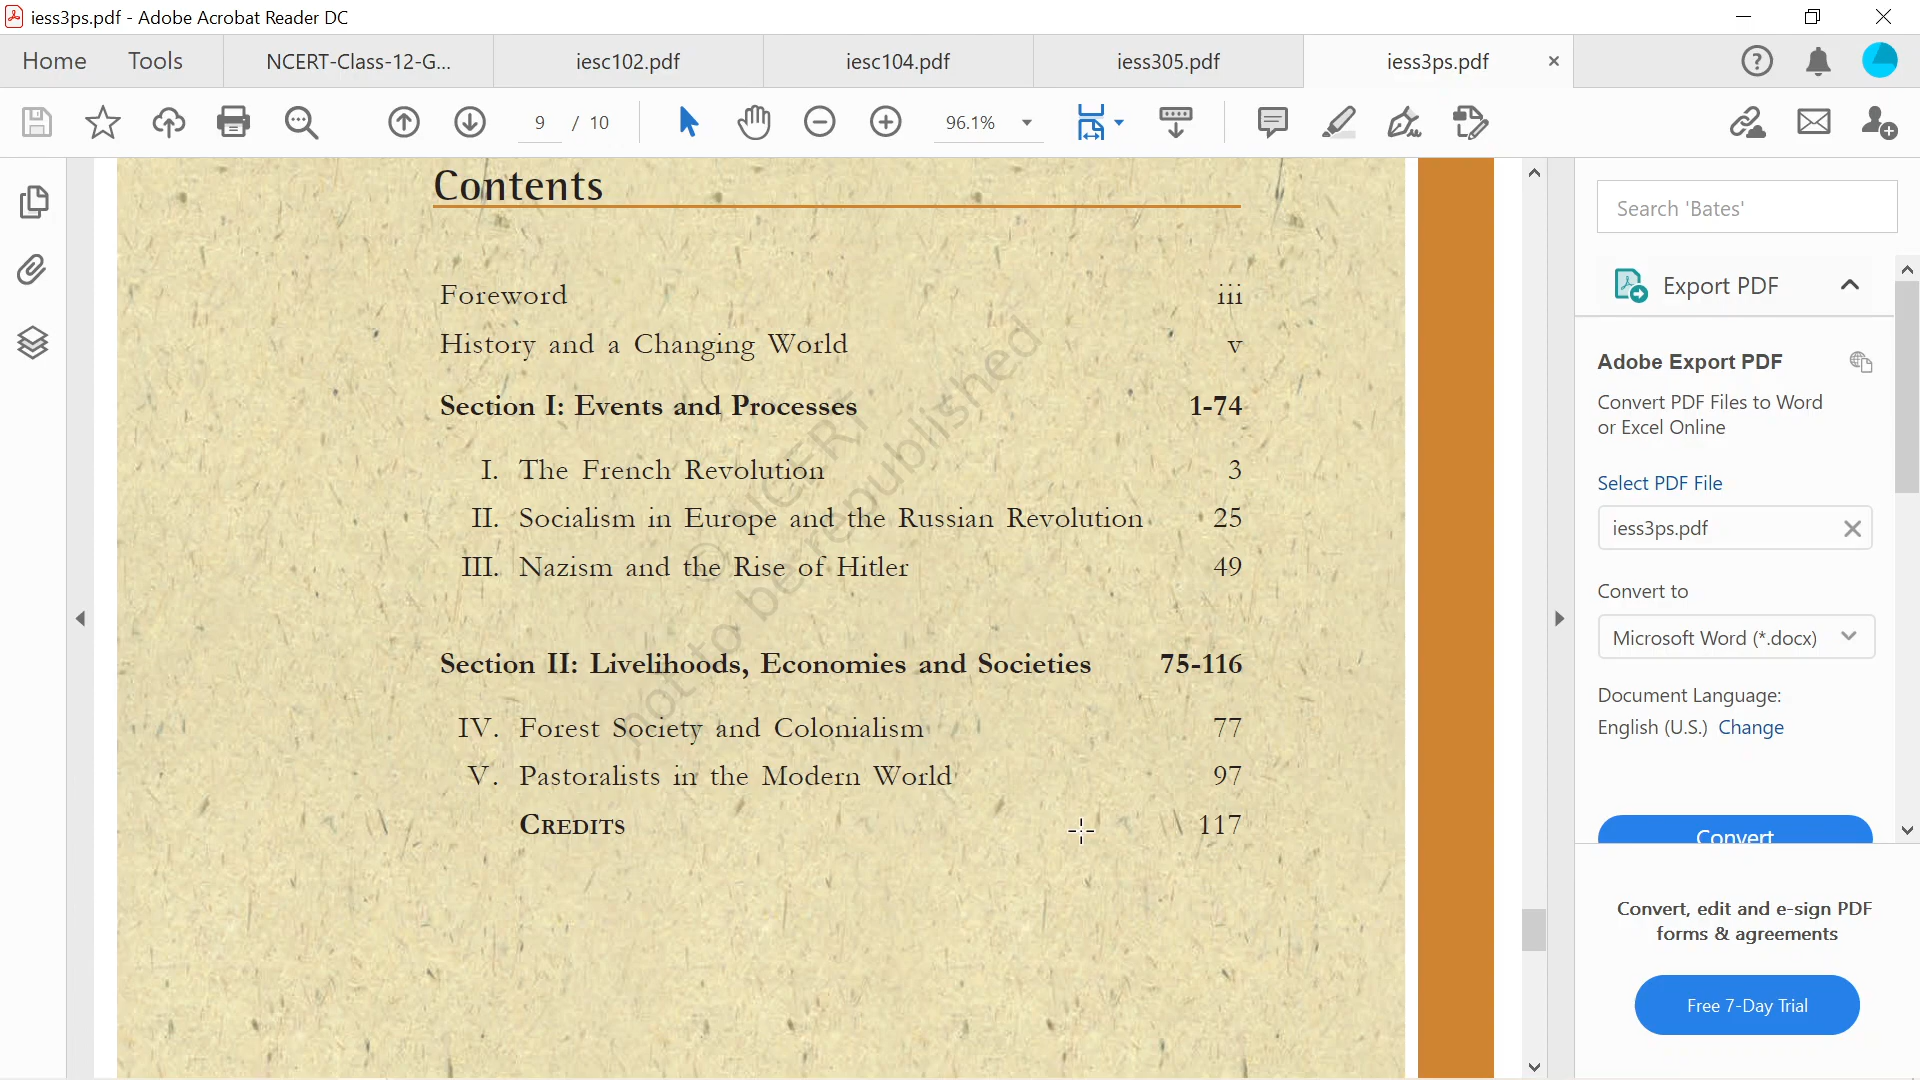 iess3ps.pdf - Adobe Acrobat Reader DC
Home Tools NCERT-Class-12-G... iesc102.pdf iesc104.pdf iess305.pdf iess3ps.pdf ×
9 / 10 96.1%
Contents
Foreword iii
History and a Changing World v
Section I: Events and Processes 1-74
I. The French Revolution 3
II. Socialism in Europe and the Russian Revolution 25
III. Nazism and the Rise of Hitler 49
Section II: Livelihoods, Economies and Societies 75-116
IV. Forest Society and Colonialism 77
V. Pastoralists in the Modern World 97
CREDITS 117
© NCERT
not to be republished
Search 'Bates'
Export PDF
Adobe Export PDF
Convert PDF Files to Word
or Excel Online
Select PDF File
iess3ps.pdf
Convert to
Microsoft Word (*.docx)
Document Language:
English (U.S.) Change
Convert
Convert, edit and e-sign PDF
forms & agreements
Free 7-Day Trial